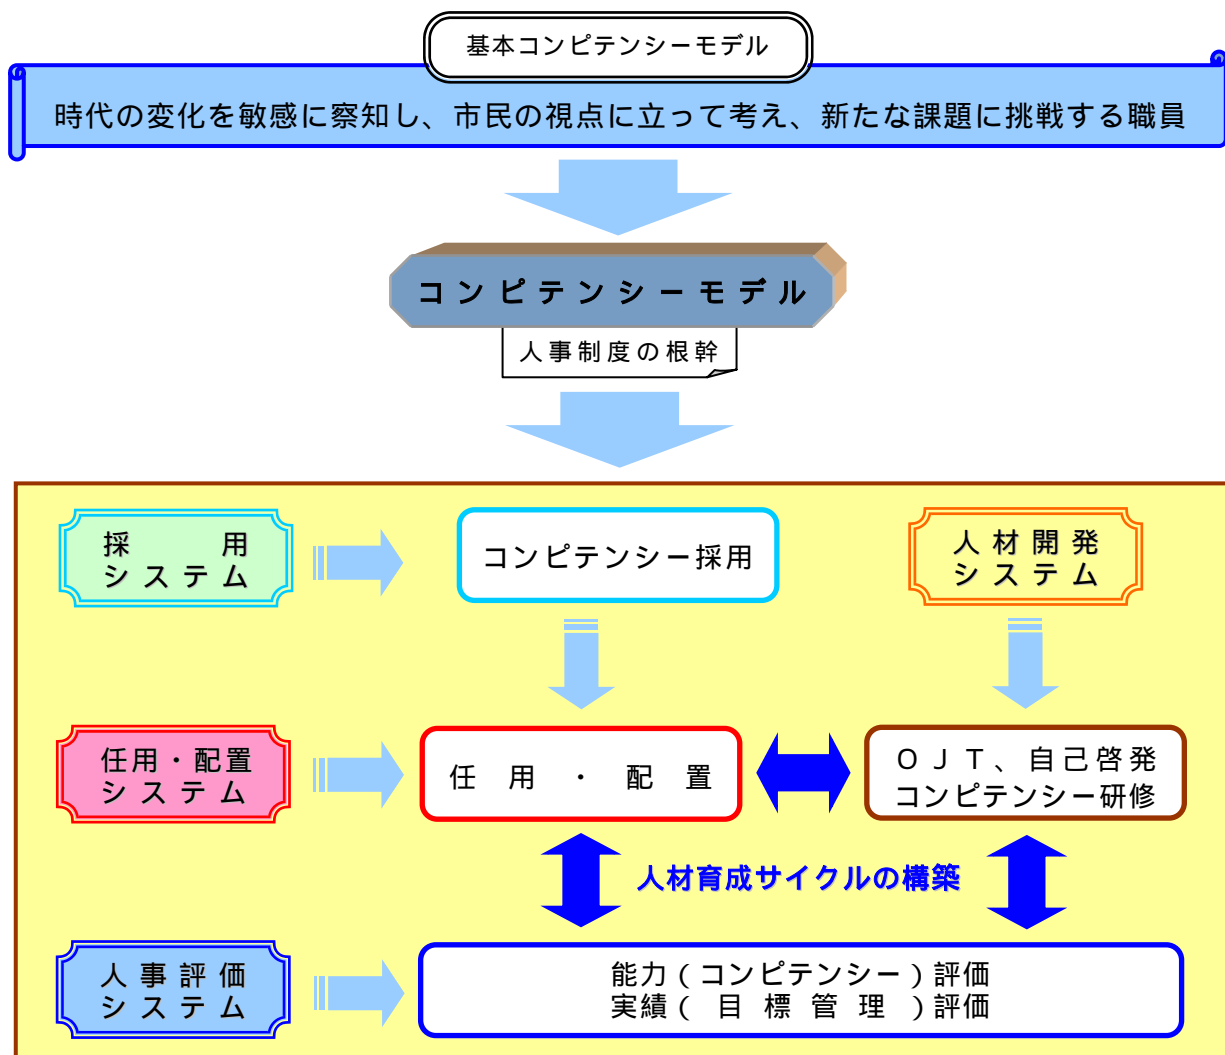 基本コンピテンシーモデル
時代の変化を敏感に察知し、市民の視点に立って考え、新たな課題に挑戦する職員
コンピテンシーモデル
人事制度の根幹
採用
システム
コンピテンシー採用
人材開発
システム
任用・配置
システム
任用・配置
ＯＪＴ、自己啓発
コンピテンシー研修
人材育成サイクルの構築
人事評価
システム
能力（コンピテンシー）評価
実績（目標管理）評価